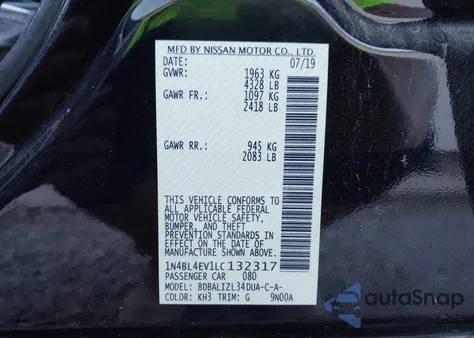 MFD BY NISSAN MOTOR CO., LTD.
DATE: 07/19
GVWR: 1963 KG
4328 LB
GAWR FR.: 1097 KG
2418 LB
GAWR RR.: 945 KG
2083 LB
THIS VEHICLE CONFORMS TO
ALL APPLICABLE FEDERAL
MOTOR VEHICLE SAFETY,
BUMPER, AND THEFT
PREVENTION STANDARDS
IN EFFECT ON THE DATE OF
MANUFACTURE SHOWN ABOVE.
1N4BL4EV1LC132317
PASSENGER CAR 080
MODEL: BDBALIZL34DUA-C-A-
COLOR: KH3 TRIM: G 9N00A
autoSnap